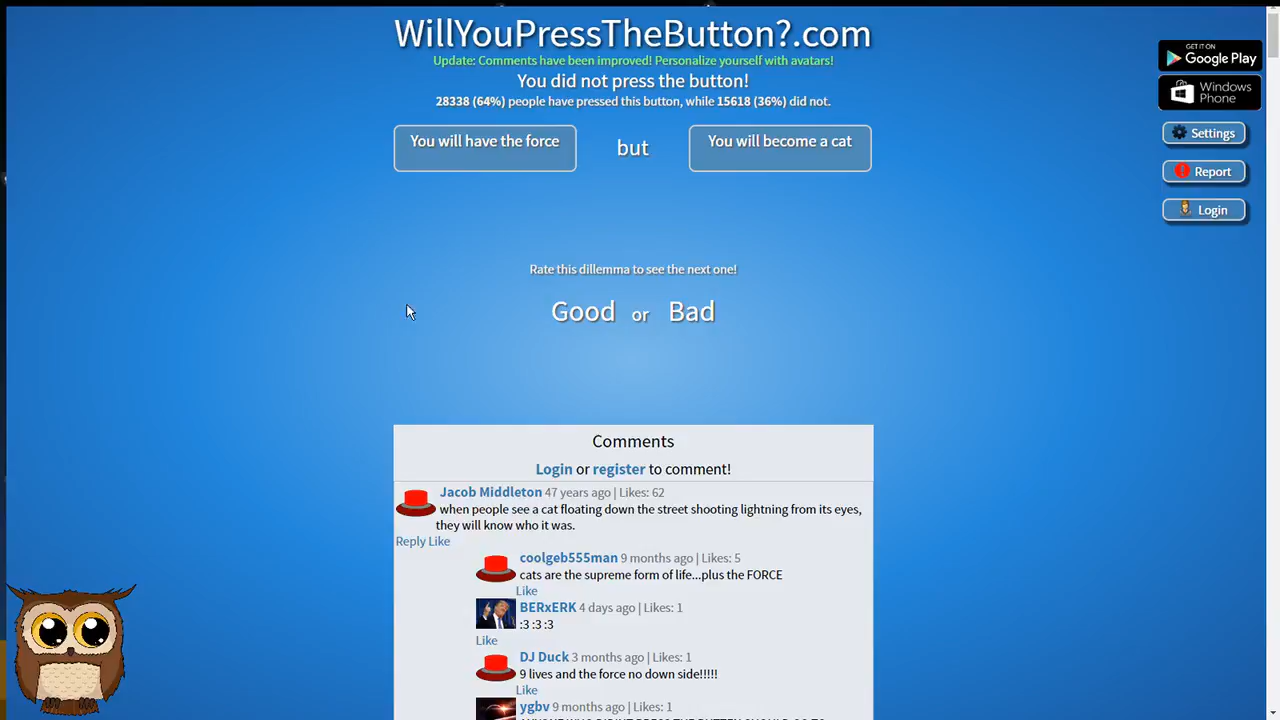 WillYouPressTheButton?.com
Update: Comments have been improved! Personalize yourself with avatars!
You did not press the button!
28338 (64%) people have pressed this button, while 15618 (36%) did not.
You will have the force
but
You will become a cat
GET IT ON
Google Play
Windows
Phone
Settings
Report
Login
Rate this dillemma to see the next one!
Good or Bad
Comments
Login or register to comment!
Jacob Middleton 47 years ago | Likes: 62
when people see a cat floating down the street shooting lightning from its eyes,
they will know who it was.
Reply Like
coolgeb555man 9 months ago | Likes: 5
cats are the supreme form of life...plus the FORCE
Like
BERxERK 4 days ago | Likes: 1
:3 :3 :3
Like
DJ Duck 3 months ago | Likes: 1
9 lives and the force no down side!!!!!
Like
ygbv 9 months ago | Likes: 1